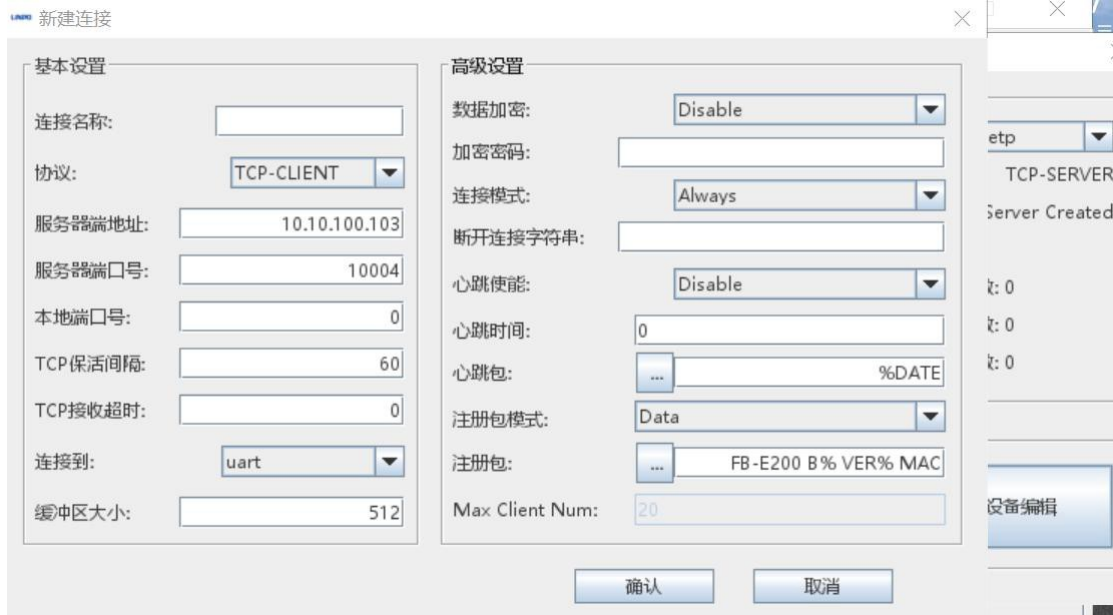 新建连接
基本设置
连接名称:
协议: TCP-CLIENT
服务器端地址: 10.10.100.103
服务器端口号: 10004
本地端口号: 0
TCP保活间隔: 60
TCP接收超时: 0
连接到: uart
缓冲区大小: 512
高级设置
数据加密: Disable
加密密码:
连接模式: Always
断开连接字符串:
心跳使能: Disable
心跳时间: 0
心跳包: ... %DATE
注册包模式: Data
注册包: ... FB-E200 B% VER% MAC
Max Client Num: 20
确认 取消
etp
TCP-SERVER
Server Created
: 0
: 0
: 0
设备编辑